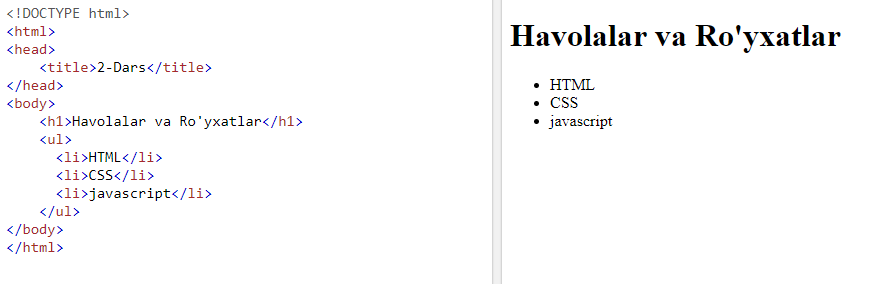 <!DOCTYPE html>
<html>
<head>
    <title>2-Dars</title>
</head>
<body>
    <h1>Havolalar va Ro'yxatlar</h1>
    <ul>
      <li>HTML</li>
      <li>CSS</li>
      <li>javascript</li>
    </ul>
</body>
</html>
Havolalar va Ro'yxatlar
• HTML
• CSS
• javascript